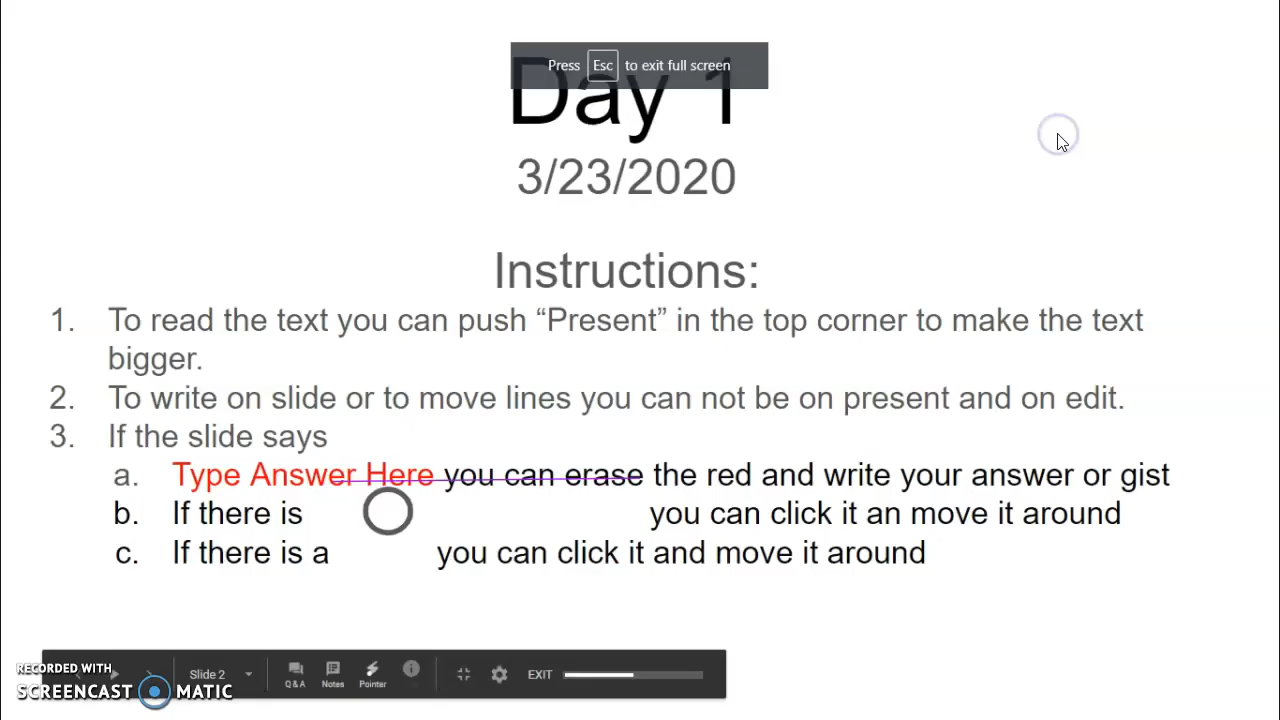 Press Esc to exit full screen
Day 1
3/23/2020
Instructions:
1. To read the text you can push “Present” in the top corner to make the text
bigger.
2. To write on slide or to move lines you can not be on present and on edit.
3. If the slide says
a. Type Answer Here you can erase the red and write your answer or gist
b. If there is you can click it an move it around
c. If there is a you can click it and move it around
RECORDED WITH
SCREENCAST MATIC
Slide 2
Q & A
Notes
Pointer
EXIT